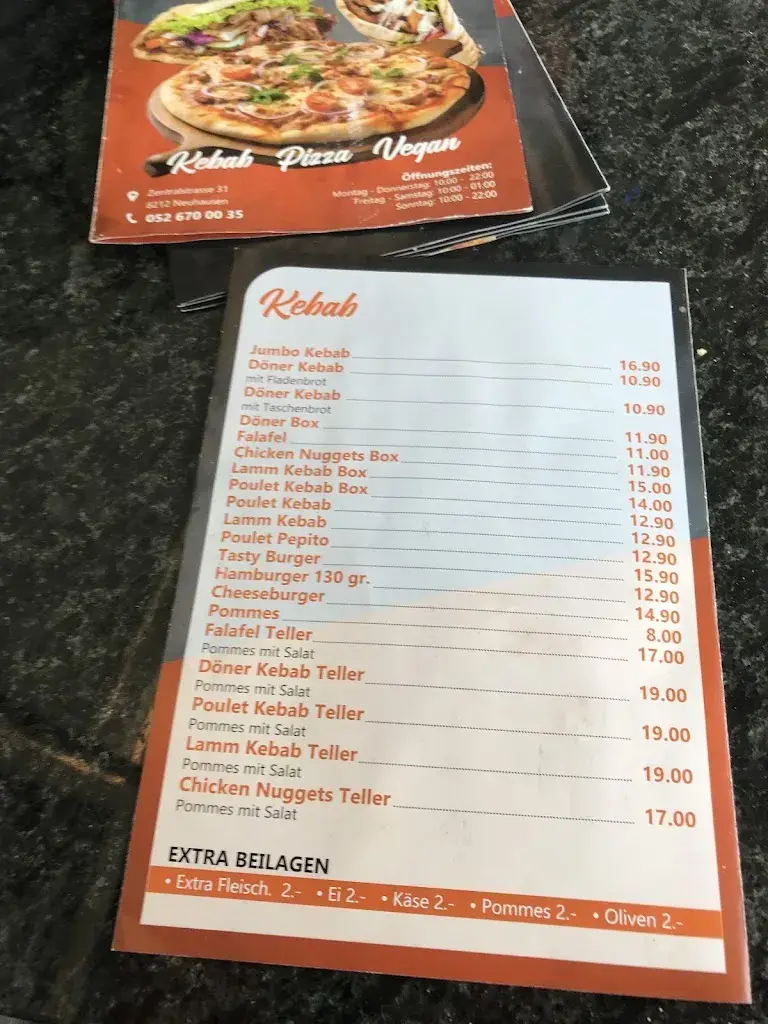 Kebab Pizza Vegan
Zentralstrasse 31
8212 Neuhausen
052 670 00 35
Öffnungszeiten:
Montag - Donnerstag: 10:00 - 22:00
Freitag - Samstag: 10:00 - 01:00
Sonntag: 10:00 - 22:00
Kebab
Jumbo Kebab 16.90
Döner Kebab 10.90
mit Fladenbrot
Döner Kebab 10.90
mit Taschenbrot
Döner Box 11.90
Falafel 11.00
Chicken Nuggets Box 11.90
Lamm Kebab Box 15.00
Poulet Kebab Box 14.00
Poulet Kebab 12.90
Lamm Kebab 12.90
Poulet Pepito 12.90
Tasty Burger 15.90
Hamburger 130 gr. 12.90
Cheeseburger 14.90
Pommes 8.00
Falafel Teller 17.00
Pommes mit Salat
Döner Kebab Teller 19.00
Pommes mit Salat
Poulet Kebab Teller 19.00
Pommes mit Salat
Lamm Kebab Teller 19.00
Pommes mit Salat
Chicken Nuggets Teller 17.00
Pommes mit Salat
EXTRA BEILAGEN
• Extra Fleisch. 2.- • Ei 2.- • Käse 2.- • Pommes 2.- • Oliven 2.-